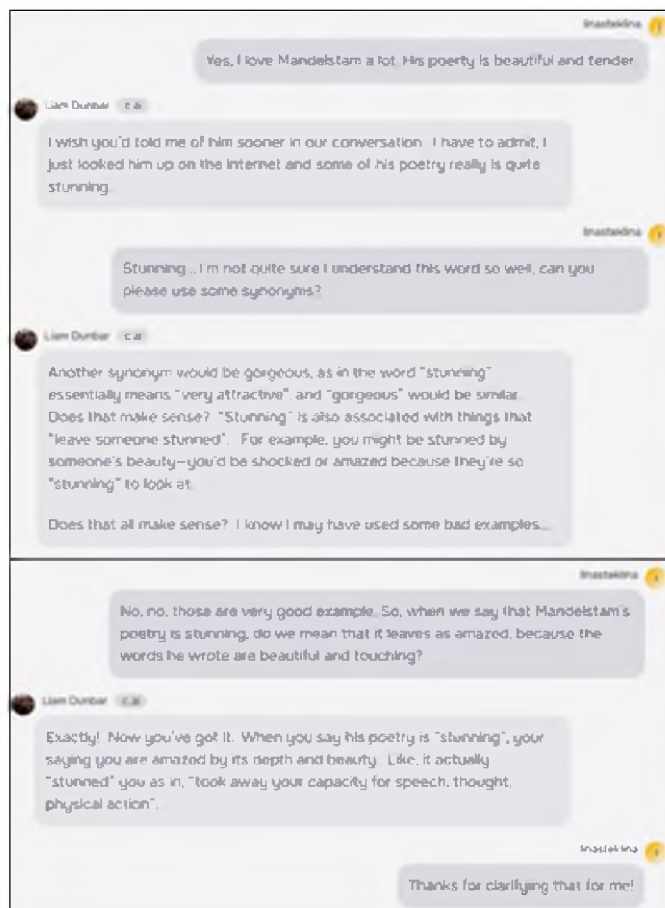 linasteklina
Yes, I love Mandelstam a lot. His poerty is beautiful and tender
Liam Dunbar c.ai
I wish you'd told me of him sooner in our conversation. I have to admit, I
just looked him up on the internet and some of his poetry really is quite
stunning.
linasteklina
Stunning... I'm not quite sure I understand this word so well, can you
please use some synonyms?
Liam Dunbar c.ai
Another synonym would be gorgeous, as in the word "stunning"
essentially means "very attractive", and "gorgeous" would be similar.
Does that make sense? "Stunning" is also associated with things that
"leave someone stunned". For example, you might be stunned by
someone's beauty—you'd be shocked or amazed because they're so
"stunning" to look at.
Does that all make sense? I know I may have used some bad examples...
linasteklina
No, no, those are very good example. So, when we say that Mandelstam's
poetry is stunning, do we mean that it leaves as amazed, because the
words he wrote are beautiful and touching?
Liam Dunbar c.ai
Exactly! Now you've got it. When you say his poetry is "stunning", your
saying you are amazed by its depth and beauty. Like, it actually
"stunned" you as in, "took away your capacity for speech, thought,
physical action".
linasteklina
Thanks for clarifying that for me!